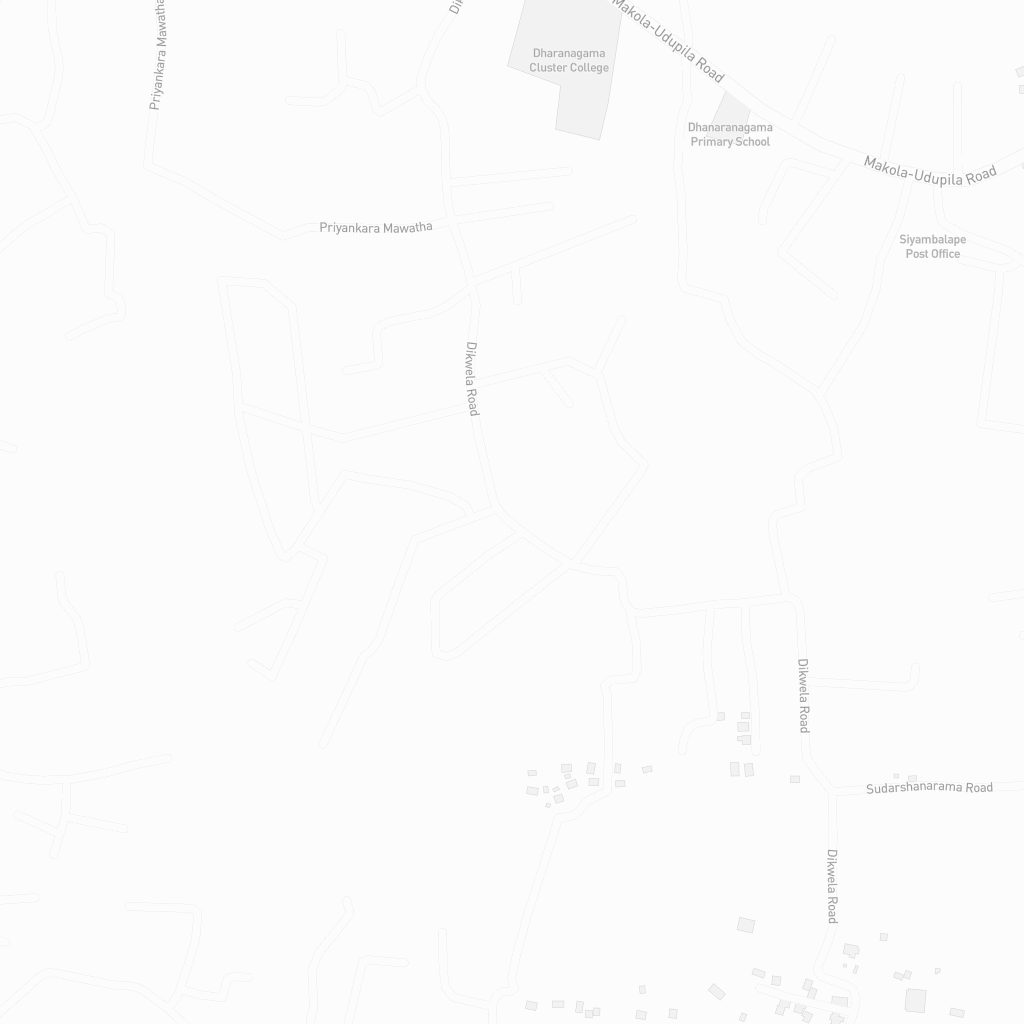 Priyankara Mawatha
Dharanagama
Cluster College
Makola-Udupila Road
Dhanaranagama
Primary School
Makola-Udupila Road
Priyankara Mawatha
Siyambalape
Post Office
Dikwela Road
Dikwela Road
Sudarshanarama Road
Dikwela Road